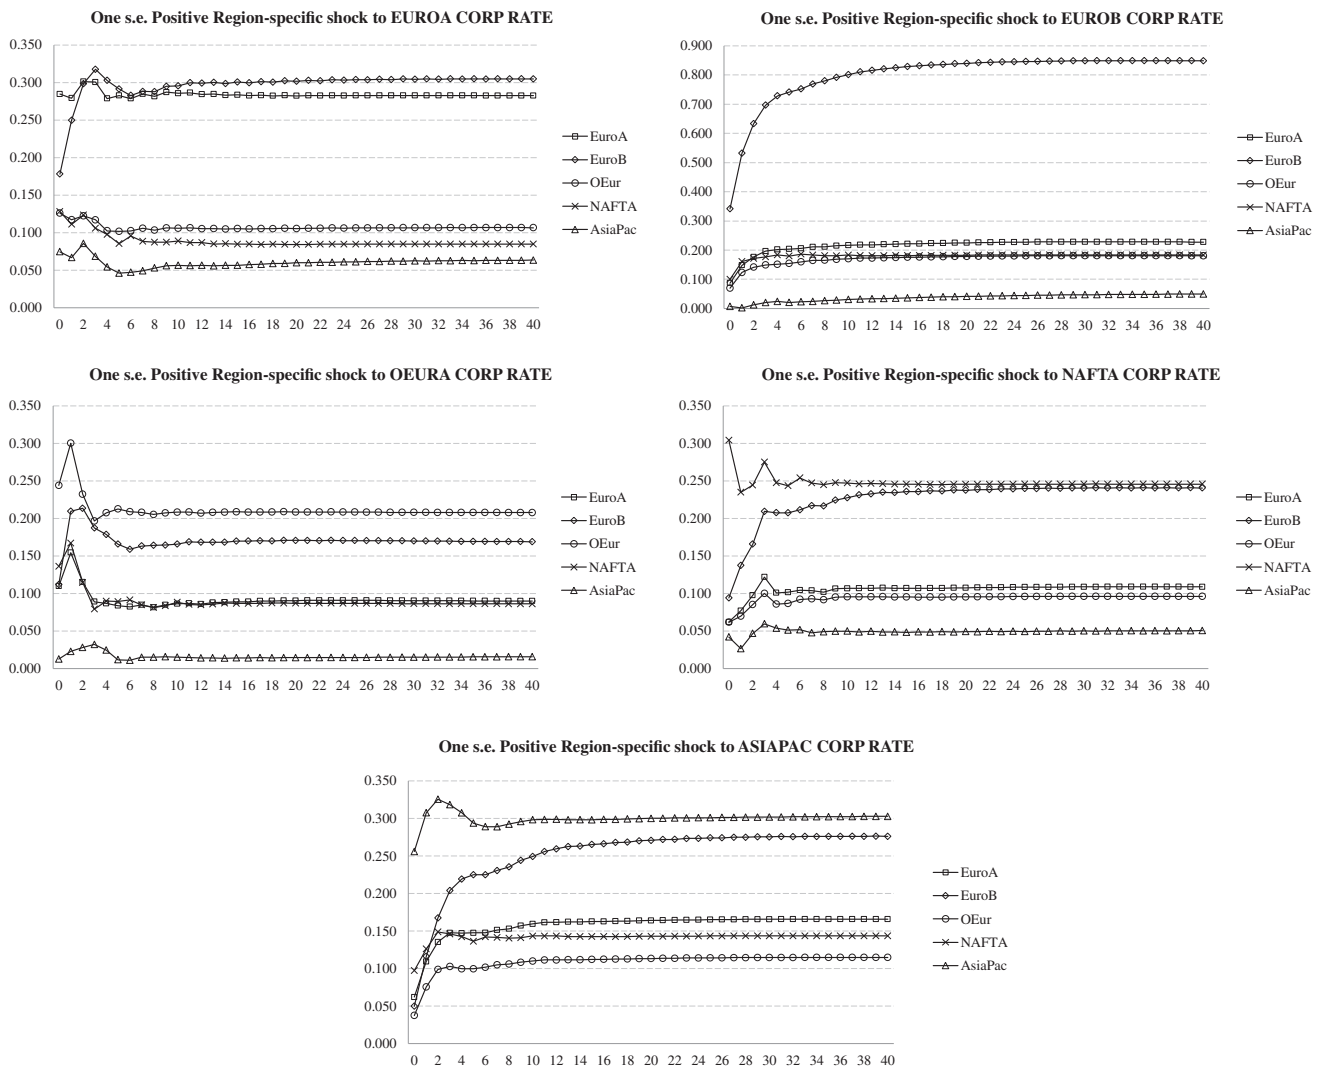 One s.e. Positive Region-specific shock to EUROA CORP RATE
0.350
0.300
0.250
0.200
0.150
0.100
0.050
0.000
0 2 4 6 8 10 12 14 16 18 20 22 24 26 28 30 32 34 36 38 40
EuroA
EuroB
OEur
NAFTA
AsiaPac
One s.e. Positive Region-specific shock to EUROB CORP RATE
0.900
0.800
0.700
0.600
0.500
0.400
0.300
0.200
0.100
0.000
0 2 4 6 8 10 12 14 16 18 20 22 24 26 28 30 32 34 36 38 40
EuroA
EuroB
OEur
NAFTA
AsiaPac
One s.e. Positive Region-specific shock to OEURA CORP RATE
0.350
0.300
0.250
0.200
0.150
0.100
0.050
0.000
0 2 4 6 8 10 12 14 16 18 20 22 24 26 28 30 32 34 36 38 40
EuroA
EuroB
OEur
NAFTA
AsiaPac
One s.e. Positive Region-specific shock to NAFTA CORP RATE
0.350
0.300
0.250
0.200
0.150
0.100
0.050
0.000
0 2 4 6 8 10 12 14 16 18 20 22 24 26 28 30 32 34 36 38 40
EuroA
EuroB
OEur
NAFTA
AsiaPac
One s.e. Positive Region-specific shock to ASIAPAC CORP RATE
0.350
0.300
0.250
0.200
0.150
0.100
0.050
0.000
0 2 4 6 8 10 12 14 16 18 20 22 24 26 28 30 32 34 36 38 40
EuroA
EuroB
OEur
NAFTA
AsiaPac